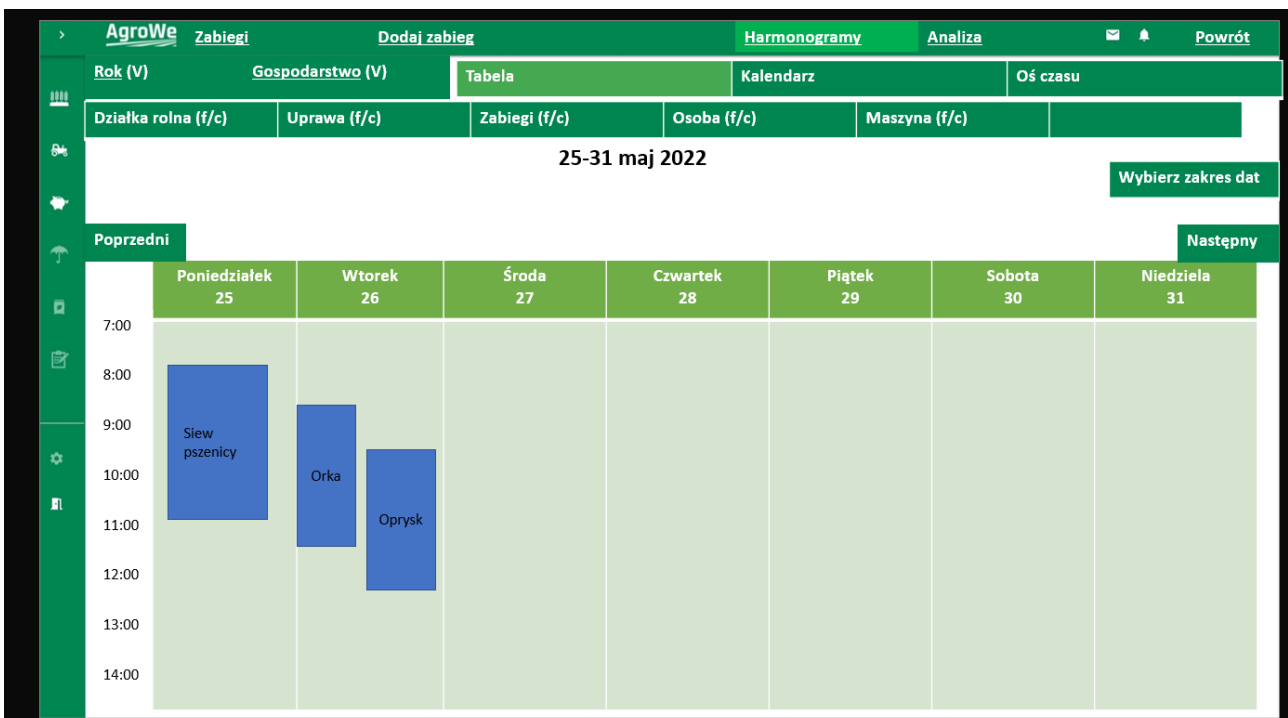 AgroWe Zabiegi Dodaj zabieg Harmonogramy Analiza Powrót
Rok (V) Gospodarstwo (V) Tabela Kalendarz Oś czasu
Działka rolna (f/c) Uprawa (f/c) Zabiegi (f/c) Osoba (f/c) Maszyna (f/c)
25-31 maj 2022
Wybierz zakres dat
Poprzedni Następny
Poniedziałek Wtorek Środa Czwartek Piątek Sobota Niedziela
25 26 27 28 29 30 31
7:00
8:00
9:00
Siew
pszenicy
10:00 Orka
11:00 Oprysk
12:00
13:00
14:00